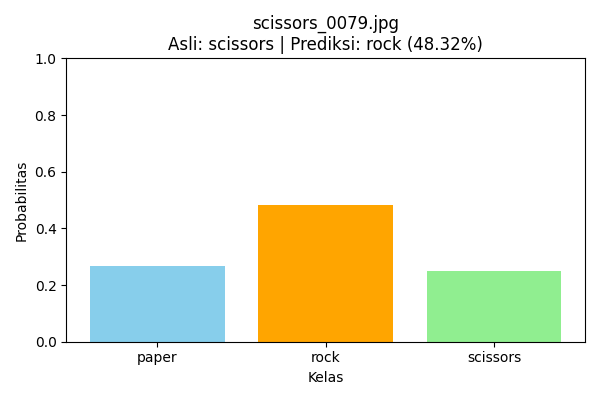 scissors_0079.jpg
Asli: scissors | Prediksi: rock (48.32%)
1.0
0.8
0.6
0.4
0.2
0.0
Probabilitas
paper
rock
scissors
Kelas